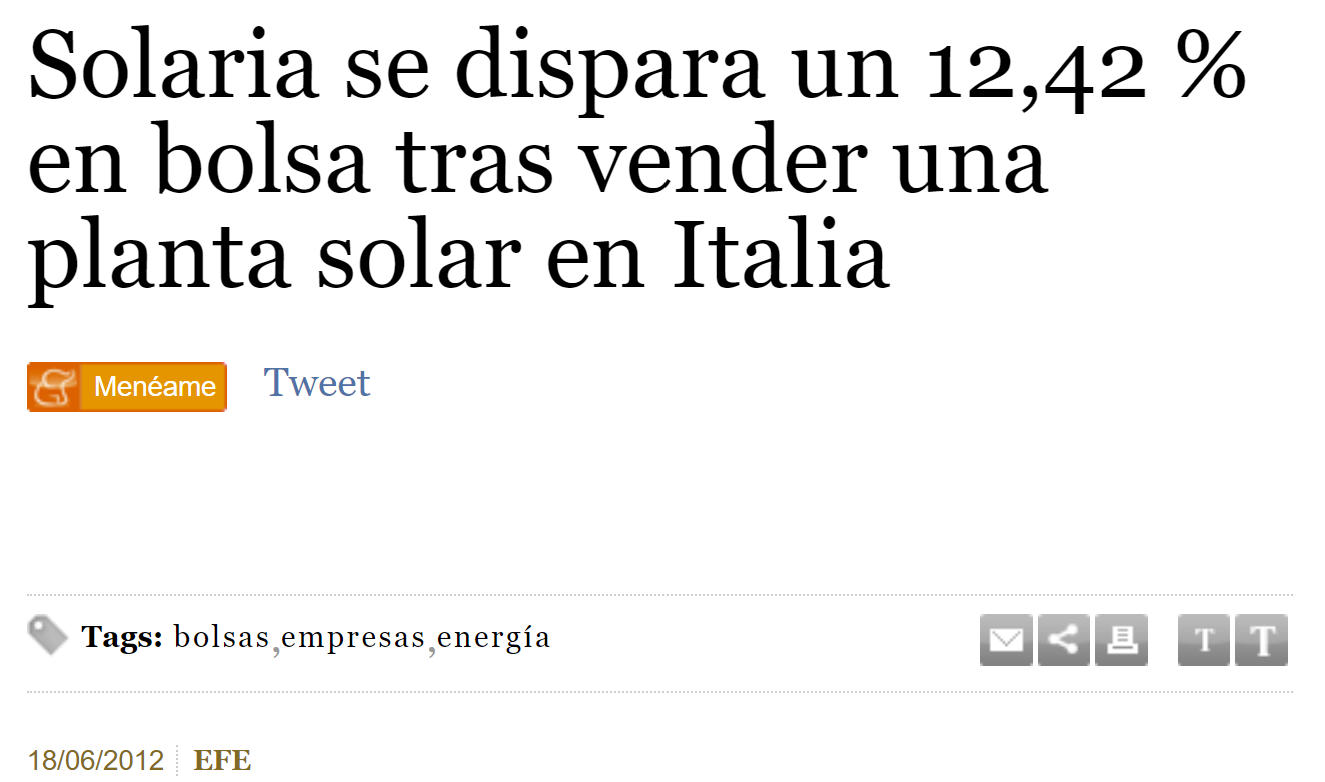 Solaria se dispara un 12,42 %
en bolsa tras vender una
planta solar en Italia
Menéame Tweet
Tags: bolsas,empresas,energía
T T
18/06/2012 EFE